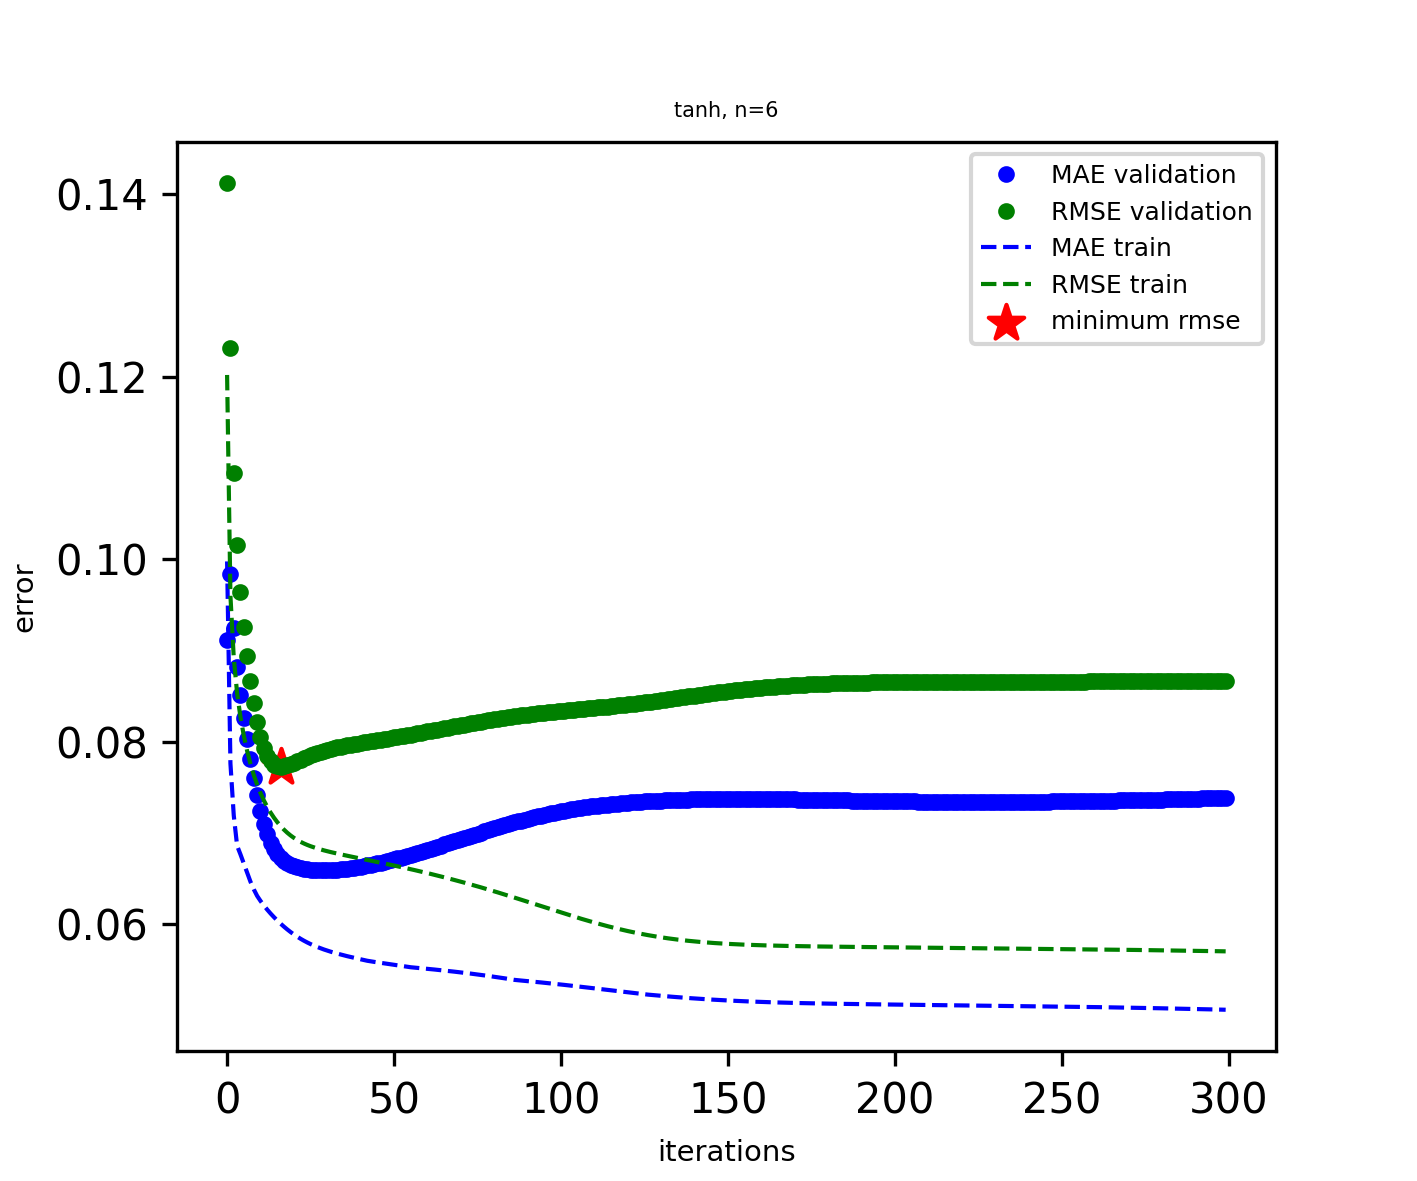 tanh, n=6
MAE validation
RMSE validation
MAE train
RMSE train
minimum rmse
0.14
0.12
0.10
0.08
0.06
error
0 50 100 150 200 250 300
iterations